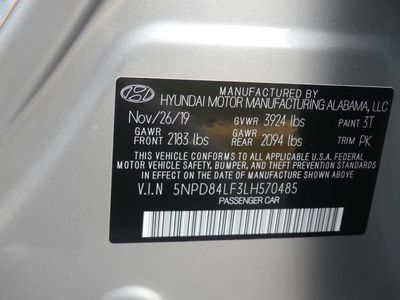 MANUFACTURED BY
HYUNDAI MOTOR MANUFACTURING ALABAMA, LLC
Nov/26/19 GVWR 3924 lbs PAINT 3T
GAWR FRONT 2183 lbs GAWR REAR 2094 lbs TRIM PK
THIS VEHICLE CONFORMS TO ALL APPLICABLE U.S. FEDERAL
MOTOR VEHICLE SAFETY, BUMPER, AND THEFT PREVENTION STANDARDS
IN EFFECT ON THE DATE OF MANUFACTURE SHOWN ABOVE.
V.I.N 5NPD84LF3LH570485
PASSENGER CAR